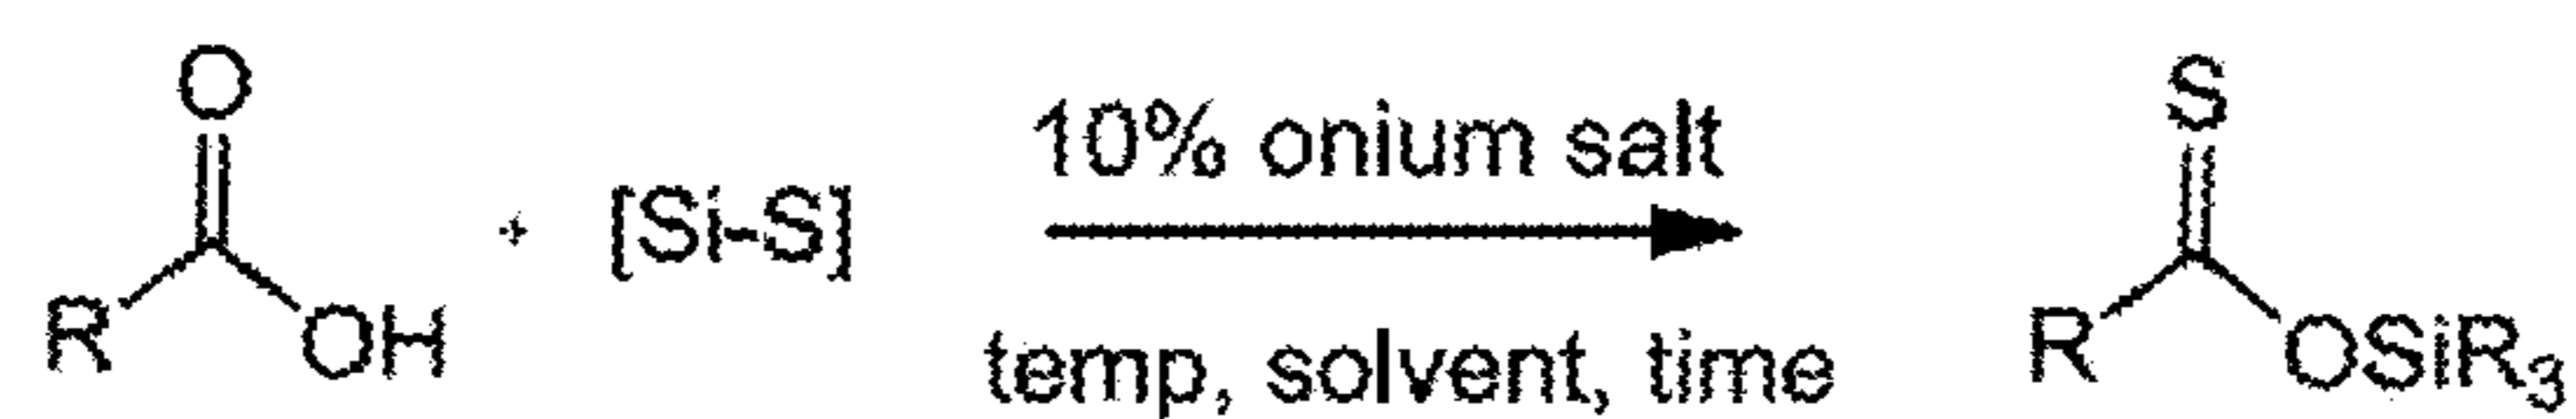 O
R
OH
+ [Si-S]
10% onium salt
temp, solvent, time
S
R
OSiR₃